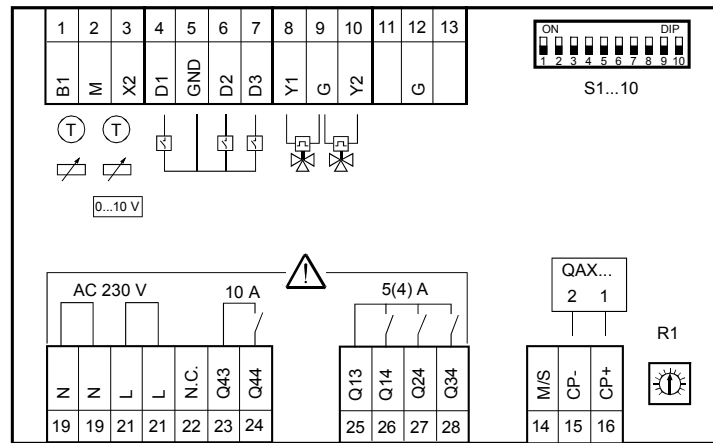 1 2 3 4 5 6 7 8 9 10 11 12 13
B1 M X2 D1 GND D2 D3 Y1 G Y2 G
ON DIP
1 2 3 4 5 6 7 8 9 10
S1...10
T T
0...10 V
AC 230 V 10 A 5(4) A
QAX...
2 1
R1
N N L L N.C. Q43 Q44 Q13 Q14 Q24 Q34 M/S CP- CP+
19 19 21 21 22 23 24 25 26 27 28 14 15 16